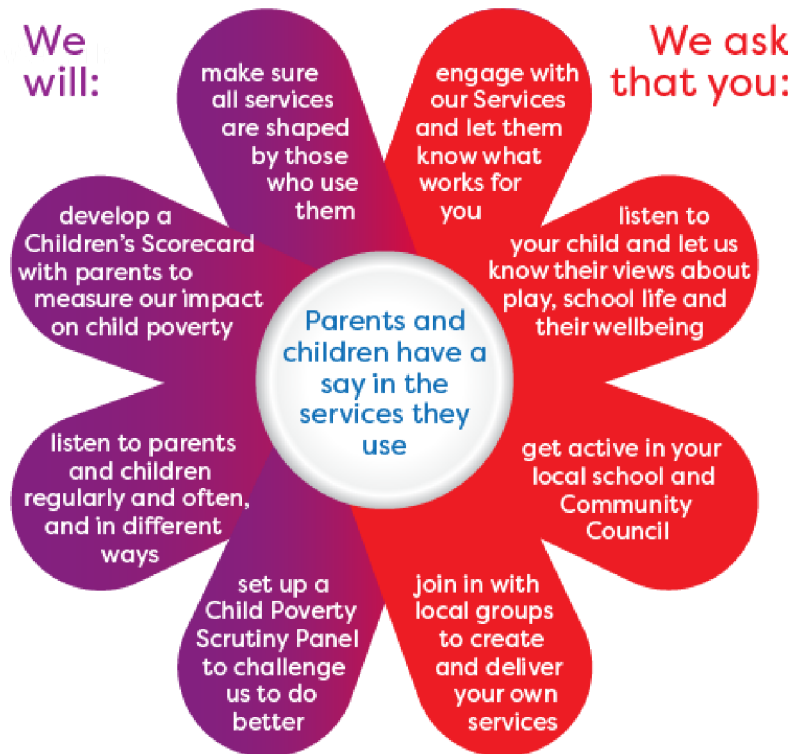 We
will:
make sure
all services
are shaped
by those
who use
them
develop a
Children's Scorecard
with parents to
measure our impact
on child poverty
listen to parents
and children
regularly and often,
and in different
ways
set up a
Child Poverty
Scrutiny Panel
to challenge
us to do
better
Parents and
children have a
say in the
services they
use
We ask
that you:
engage with
our Services
and let them
know what
works for
you
listen to
your child and let us
know their views about
play, school life and
their wellbeing
get active in your
local school and
Community
Council
join in with
local groups
to create
and deliver
your own
services